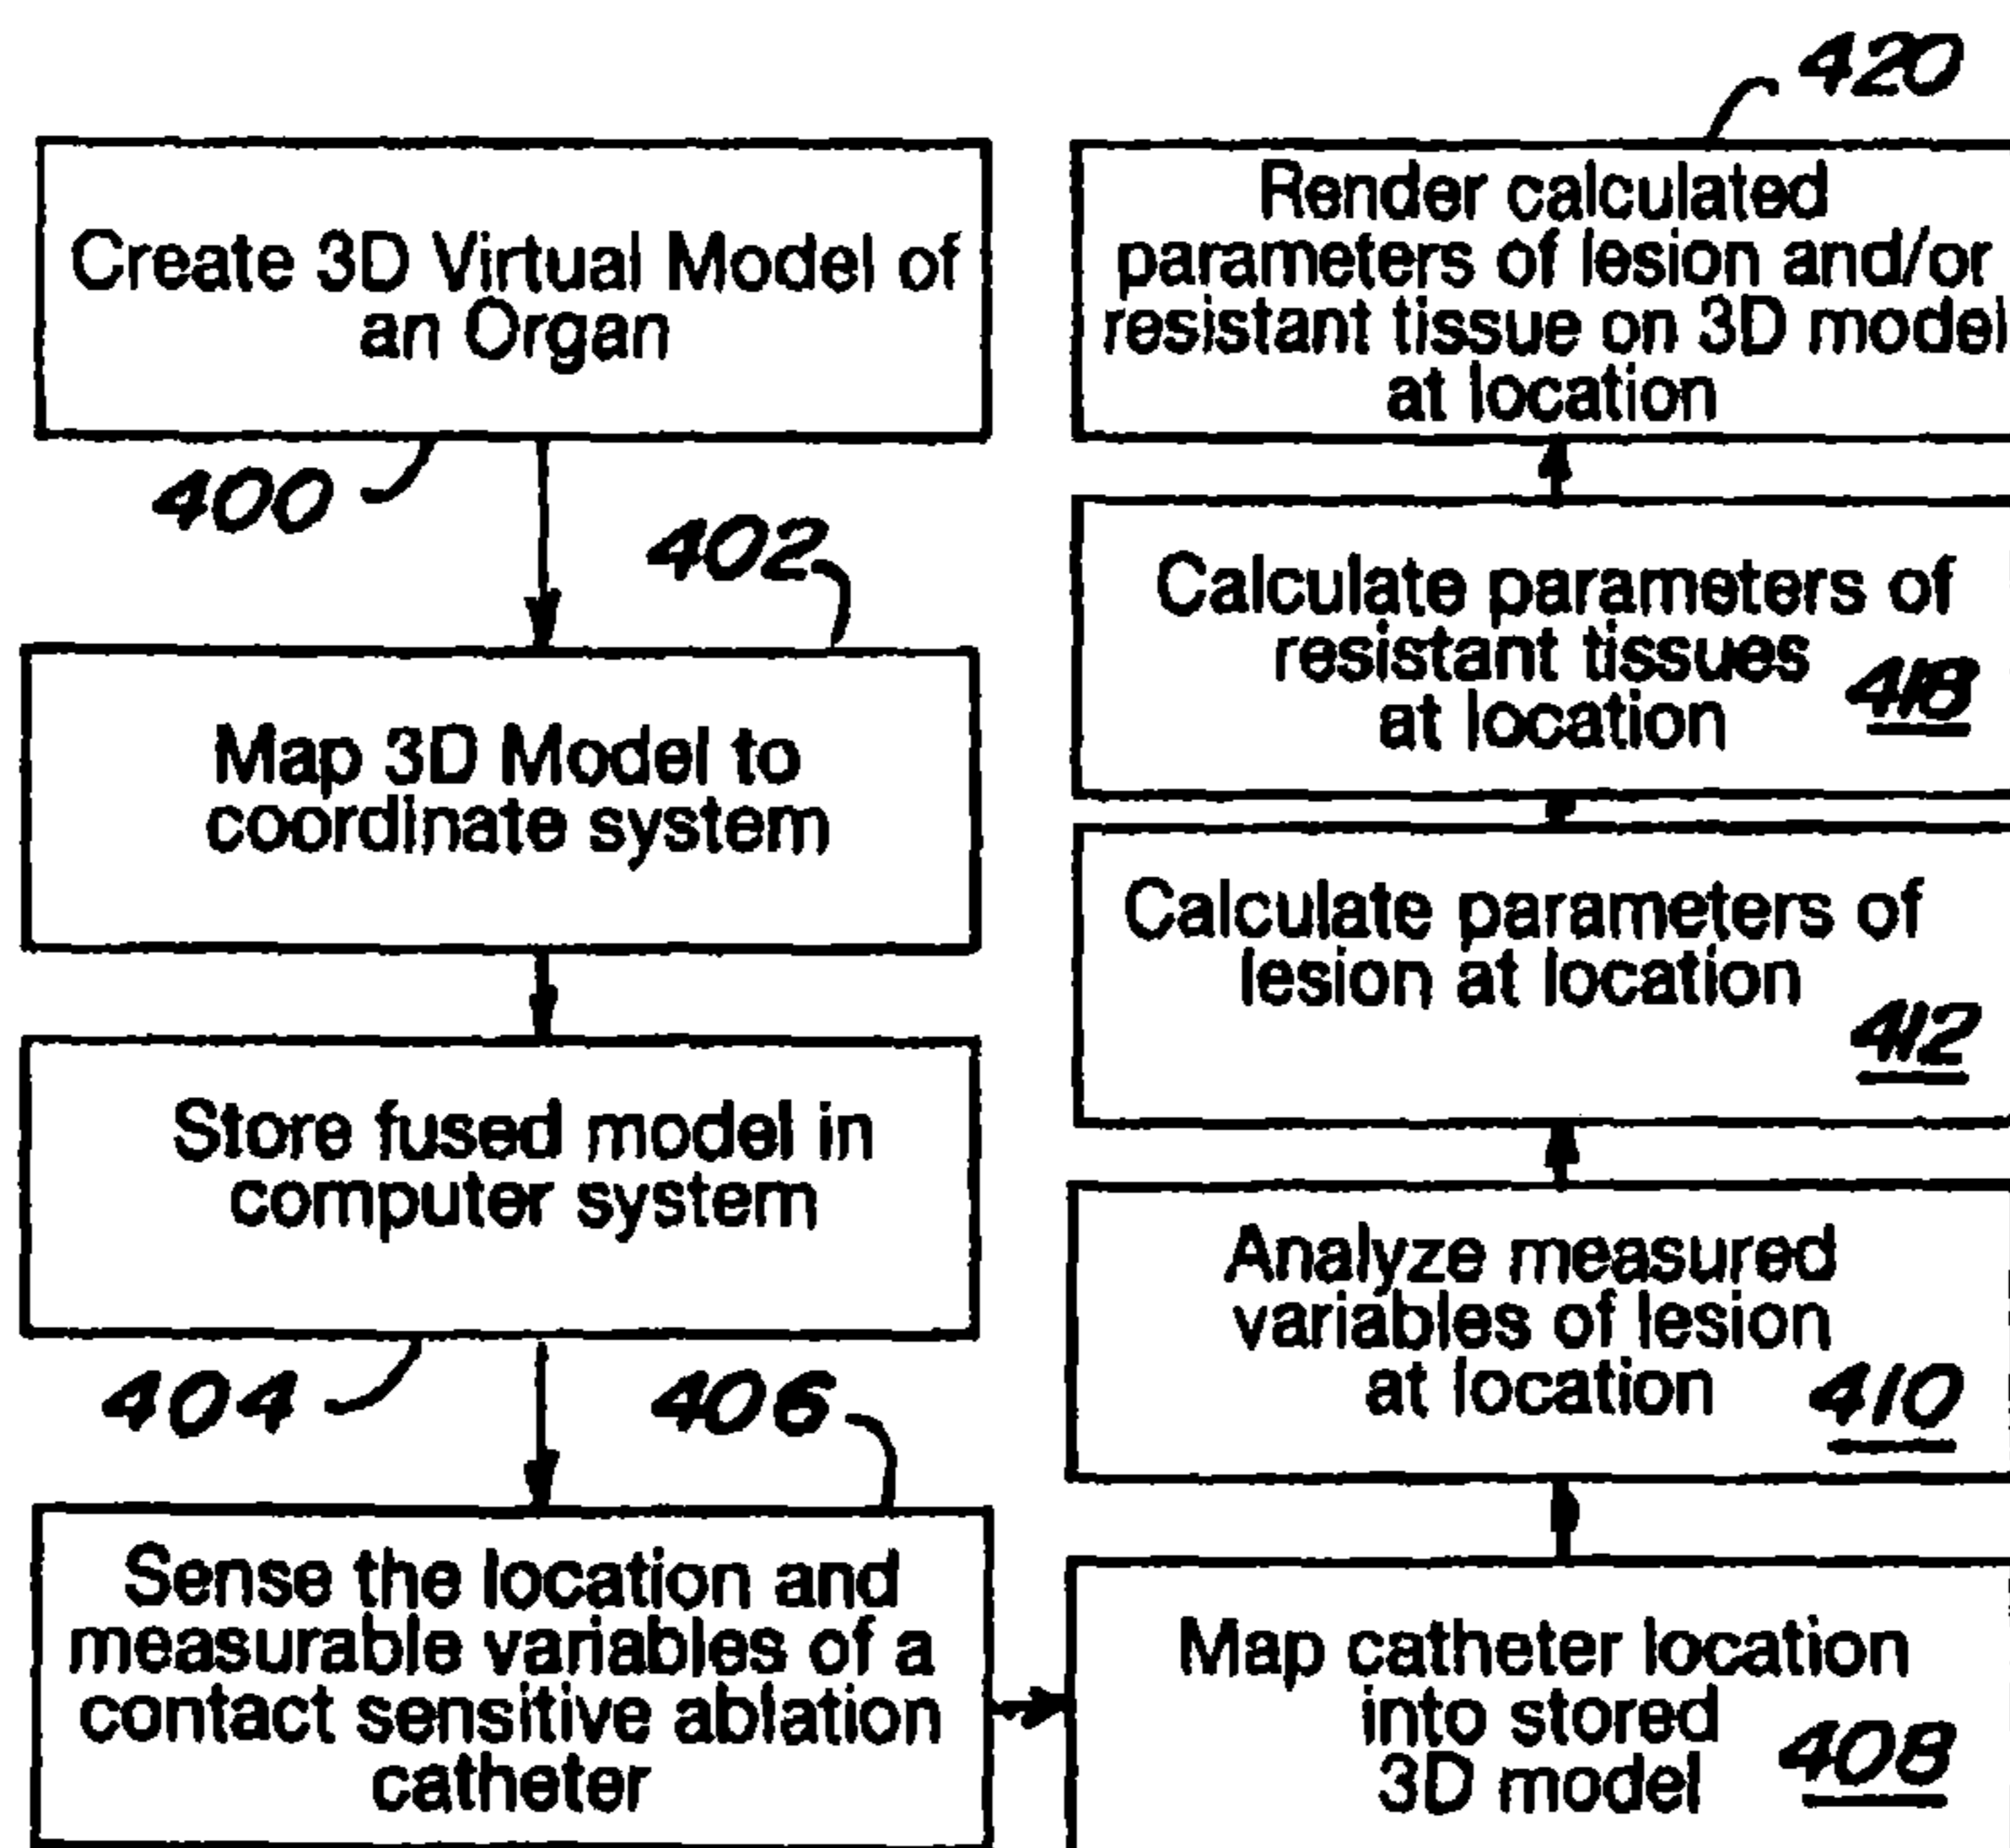 Create 3D Virtual Model of
an Organ
400
402
Map 3D Model to
coordinate system
Store fused model in
computer system
404
406
Sense the location and
measurable variables of a
contact sensitive ablation
catheter
420
Render calculated
parameters of lesion and/or
resistant tissue on 3D model
at location
Calculate parameters of
resistant tissues
at location
418
Calculate parameters of
lesion at location
412
Analyze measured
variables of lesion
at location
410
Map catheter location
into stored
3D model
408